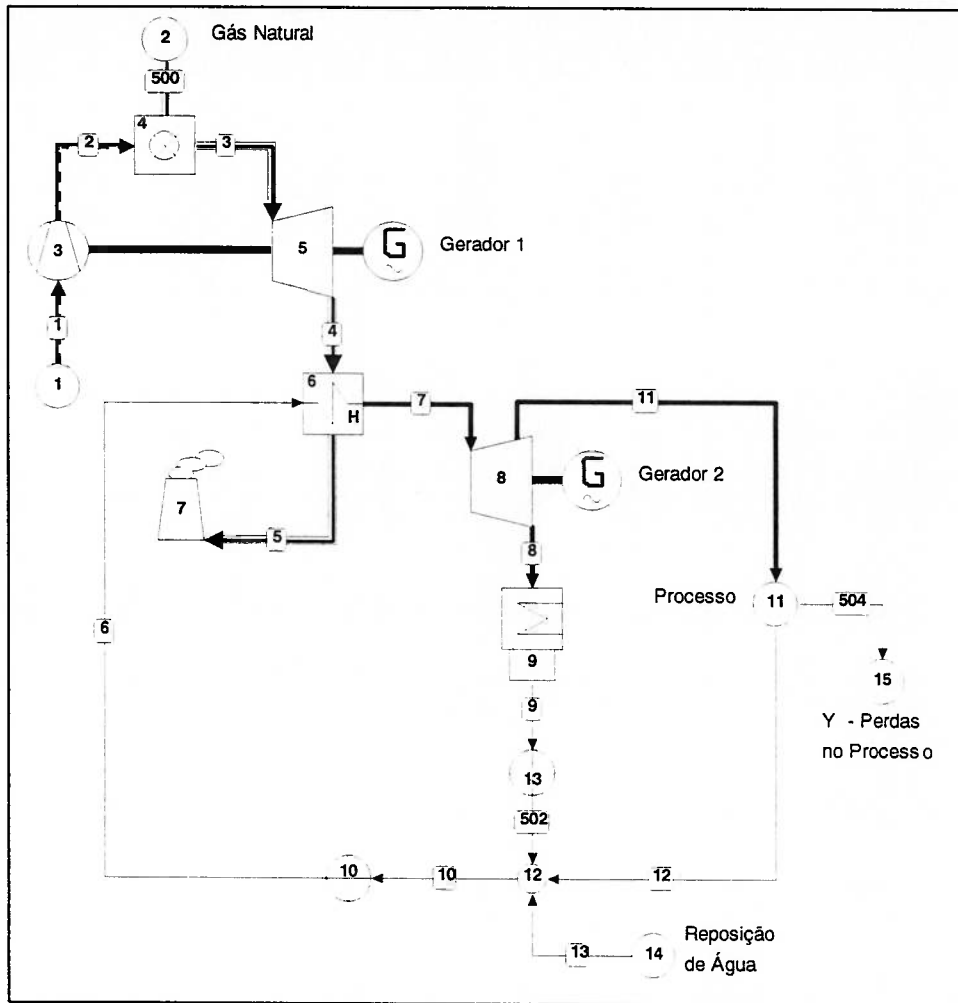 2
Gás Natural
500
4
2
3
3
5
G
Gerador 1
1
4
1
6
H
7
11
8
G
Gerador 2
7
5
8
Processo
11
504
6
9
15
9
Y - Perdas
no Processo
13
502
10
10
12
12
13
14
Reposição
de Água